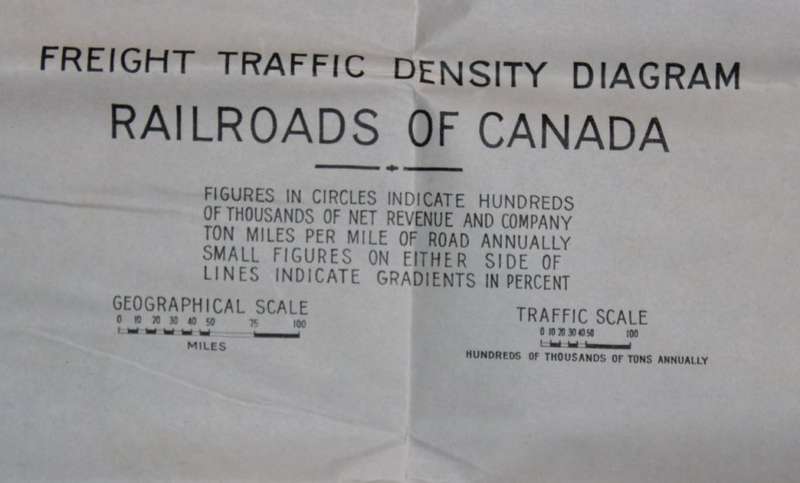 FREIGHT TRAFFIC DENSITY DIAGRAM
RAILROADS OF CANADA
FIGURES IN CIRCLES INDICATE HUNDREDS
OF THOUSANDS OF NET REVENUE AND COMPANY
TON MILES PER MILE OF ROAD ANNUALLY
SMALL FIGURES ON EITHER SIDE OF
LINES INDICATE GRADIENTS IN PERCENT
GEOGRAPHICAL SCALE
0 10 20 30 40 50 75 100
MILES
TRAFFIC SCALE
0 10 20 30 40 50 100
HUNDREDS OF THOUSANDS OF TONS ANNUALLY